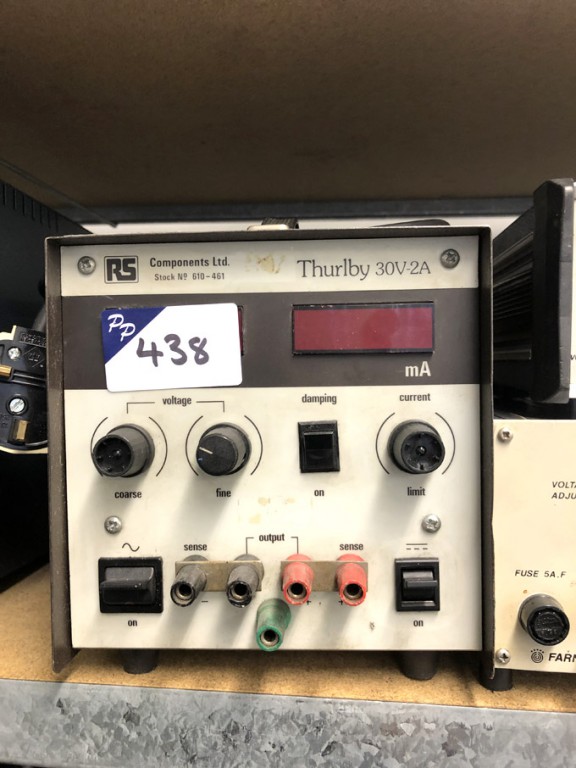 RS Components Ltd.
Stock Nº 610-461
Thurlby 30V-2A
PP 438
mA
voltage
damping
current
coarse
fine
on
limit
sense
output
sense
- + +
on
on
VOLTA
ADJU
FUSE 5A.F
FARN